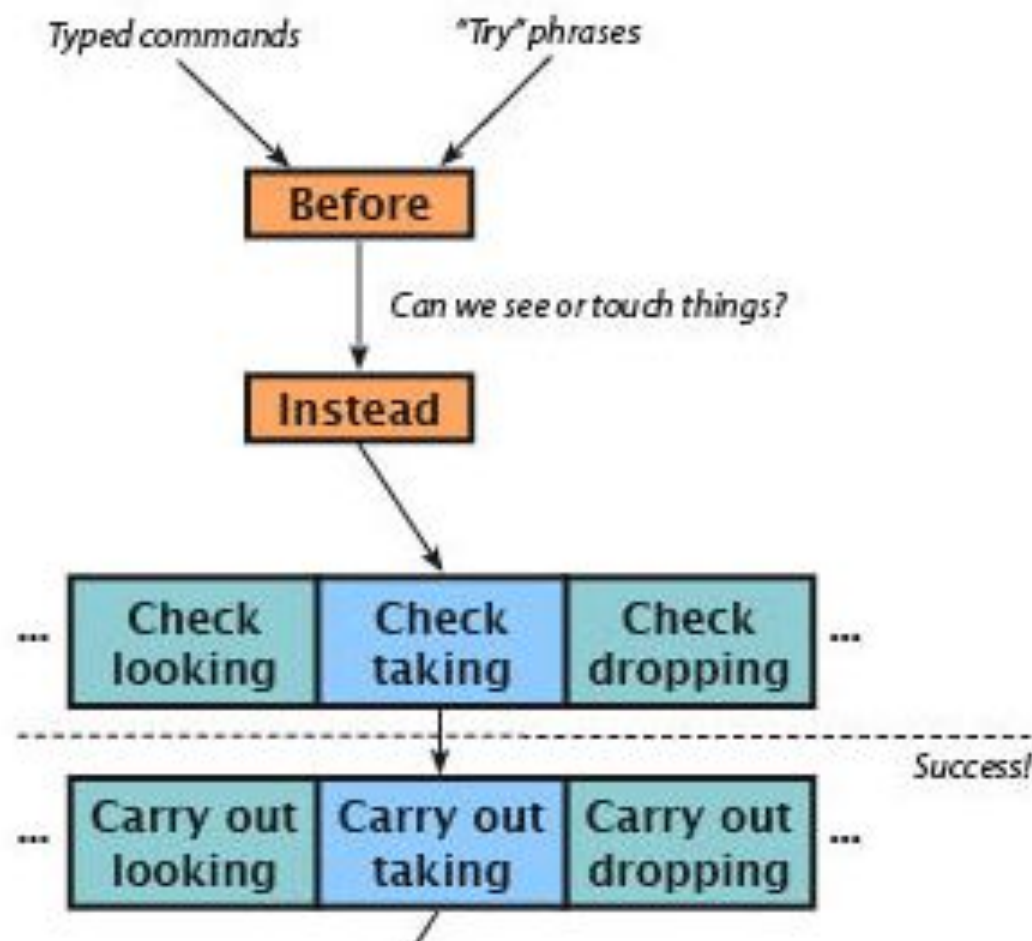 Typed commands
"Try" phrases
Before
Can we see or touch things?
Instead
... Check looking Check taking Check dropping ...
Success!
... Carry out looking Carry out taking Carry out dropping ...